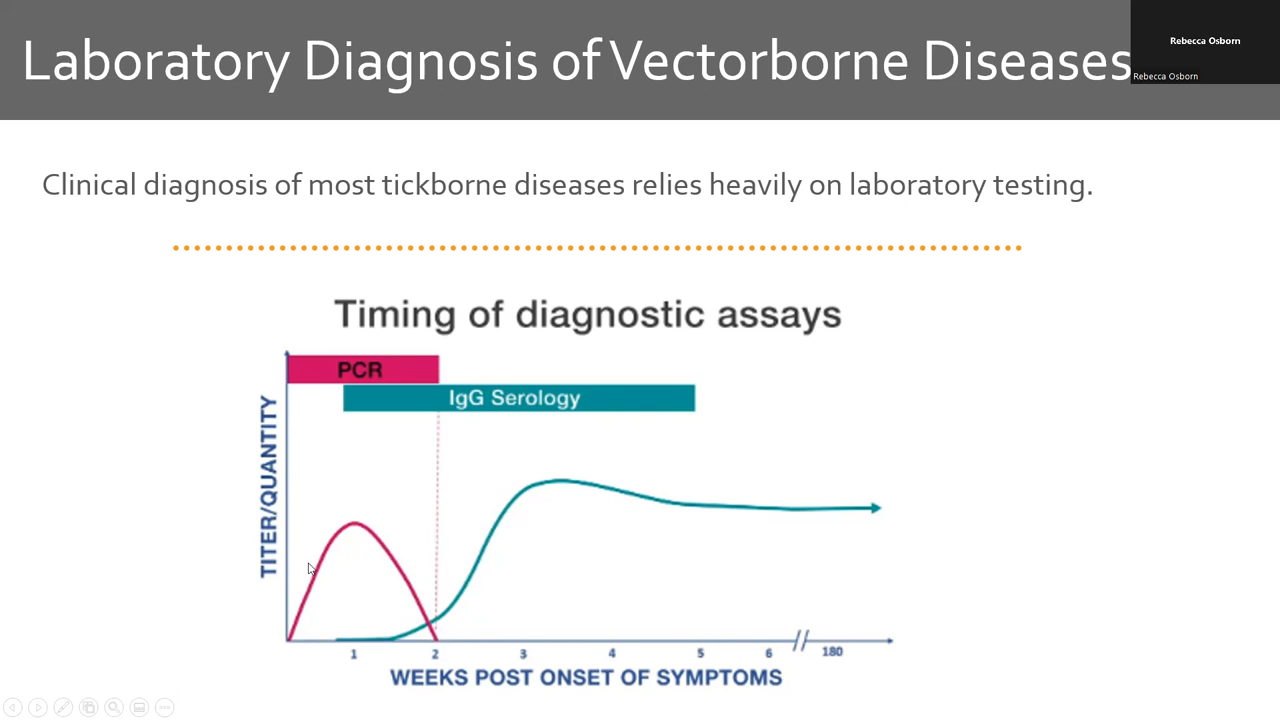 Laboratory Diagnosis of Vectorborne Diseases
Rebecca Osborn
Rebecca Osborn
Clinical diagnosis of most tickborne diseases relies heavily on laboratory testing.
Timing of diagnostic assays
PCR
IgG Serology
TITER/QUANTITY
1 2 3 4 5 6 180
WEEKS POST ONSET OF SYMPTOMS